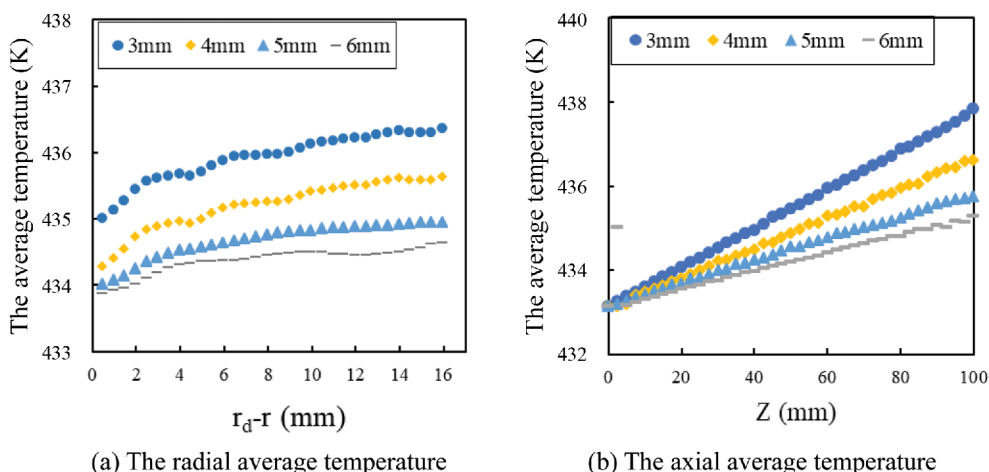 438
437
436
435
434
433
The average temperature (K)
3mm 4mm 5mm 6mm
0 2 4 6 8 10 12 14 16
r_d-r (mm)
(a) The radial average temperature
440
438
436
434
432
The average temperature (K)
3mm 4mm 5mm 6mm
0 20 40 60 80 100
Z (mm)
(b) The axial average temperature